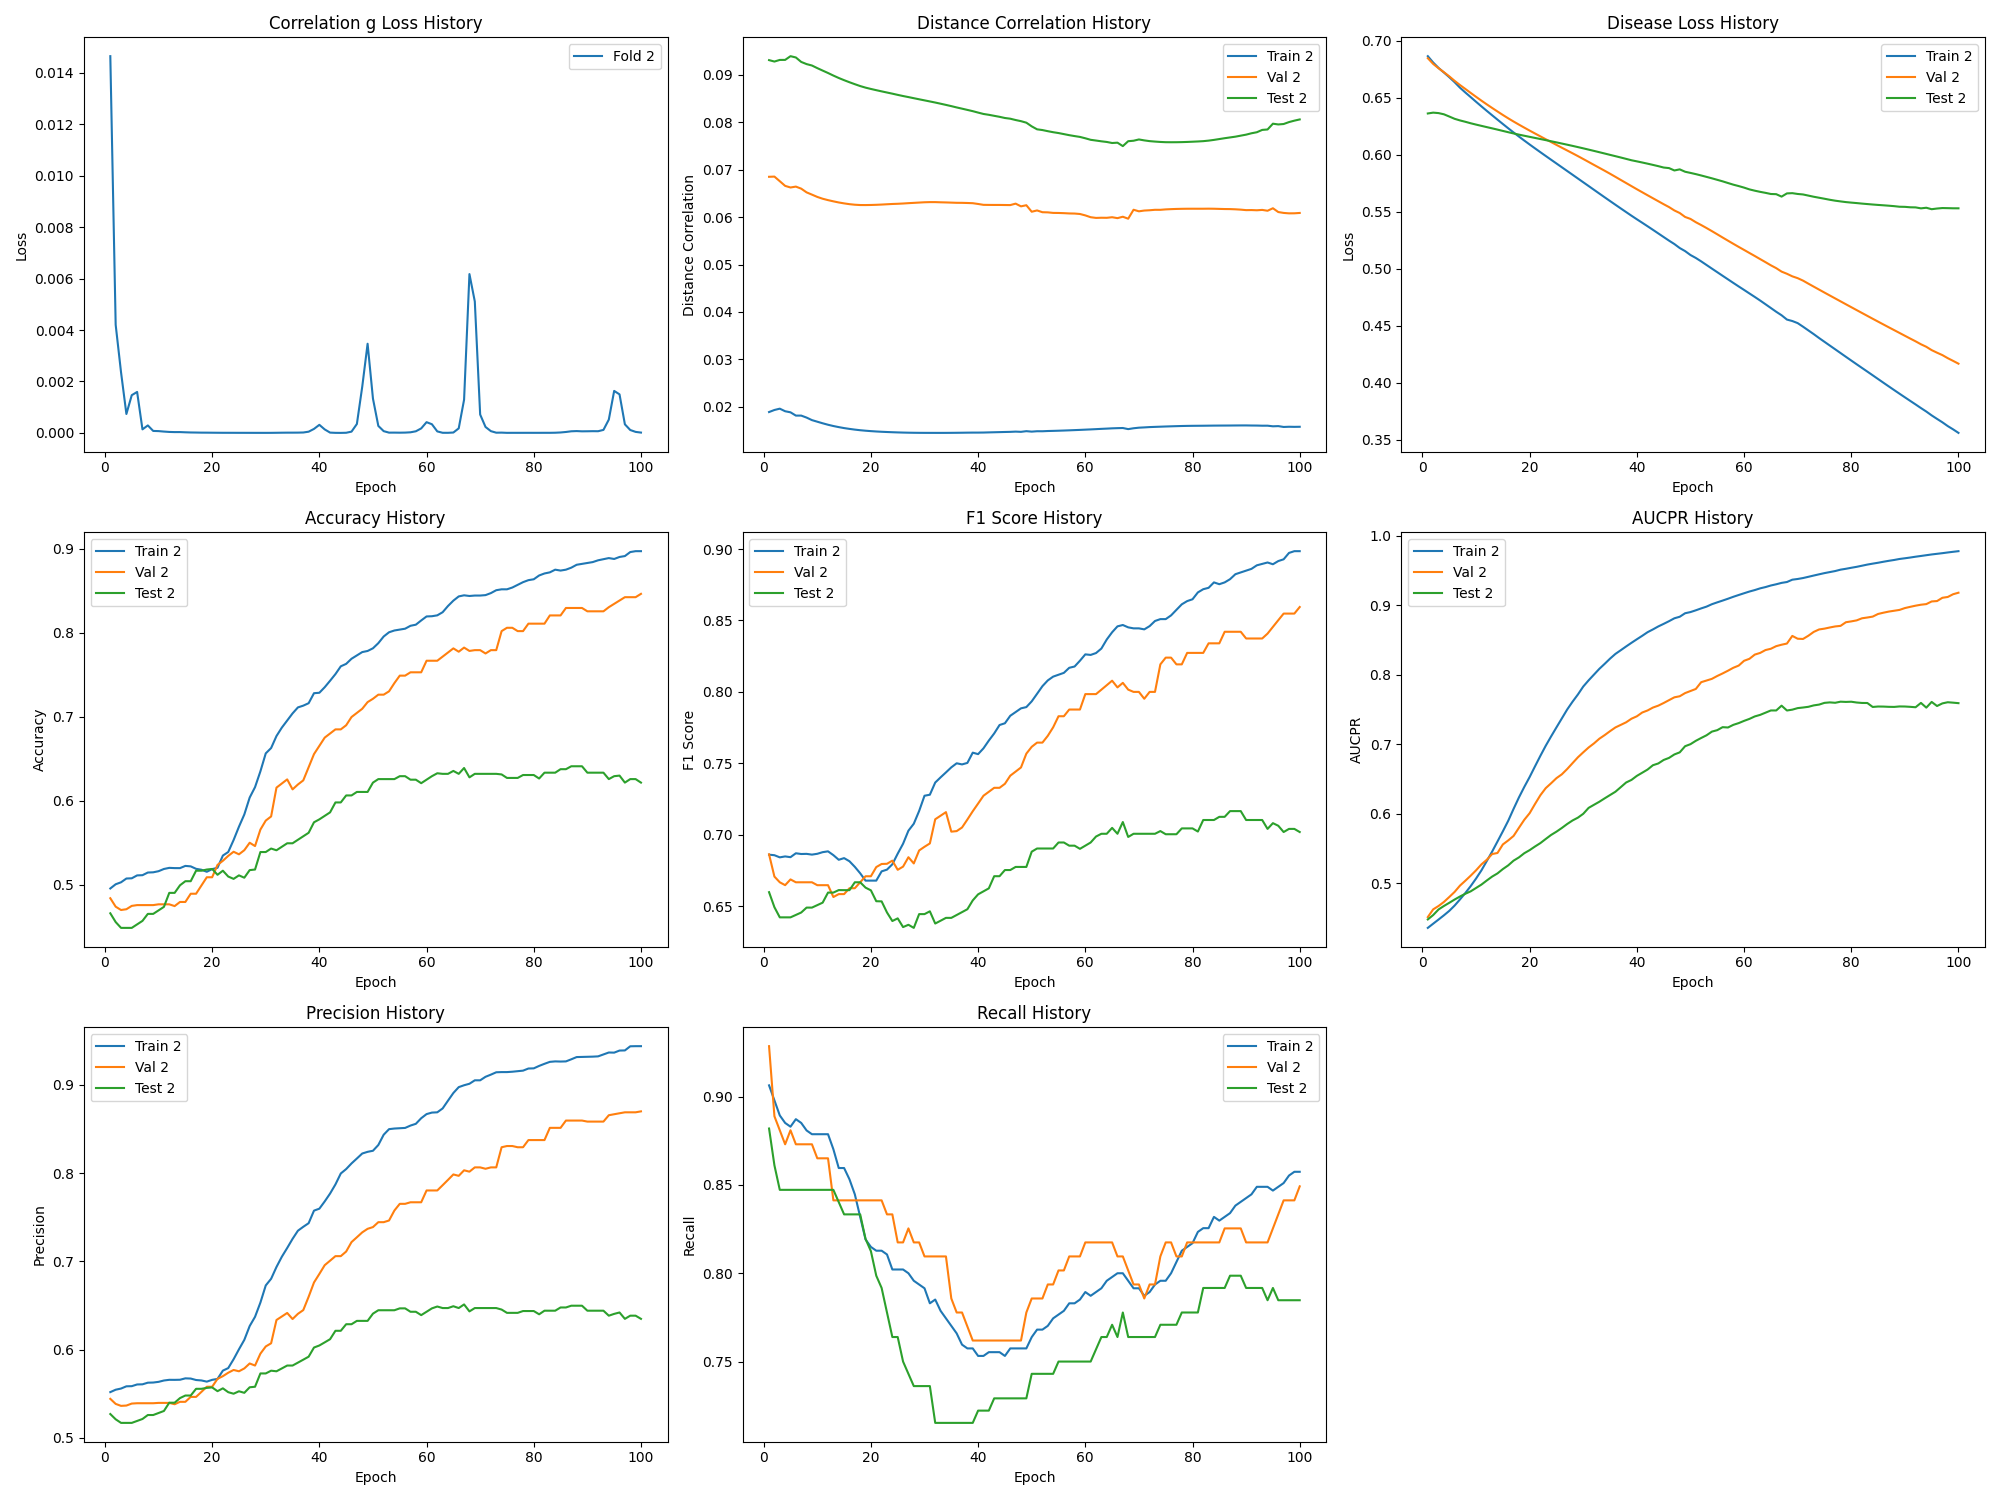 Correlation g Loss History
Fold 2
0.014
0.012
0.010
0.008
0.006
0.004
0.002
0.000
Loss
0 20 40 60 80 100
Epoch
Distance Correlation History
Train 2
Val 2
Test 2
0.09
0.08
0.07
0.06
0.05
0.04
0.03
0.02
Distance Correlation
0 20 40 60 80 100
Epoch
Disease Loss History
Train 2
Val 2
Test 2
0.70
0.65
0.60
0.55
0.50
0.45
0.40
0.35
Loss
0 20 40 60 80 100
Epoch
Accuracy History
Train 2
Val 2
Test 2
0.9
0.8
0.7
0.6
0.5
Accuracy
0 20 40 60 80 100
Epoch
F1 Score History
Train 2
Val 2
Test 2
0.90
0.85
0.80
0.75
0.70
0.65
F1 Score
0 20 40 60 80 100
Epoch
AUCPR History
Train 2
Val 2
Test 2
1.0
0.9
0.8
0.7
0.6
0.5
AUCPR
0 20 40 60 80 100
Epoch
Precision History
Train 2
Val 2
Test 2
0.9
0.8
0.7
0.6
0.5
Precision
0 20 40 60 80 100
Epoch
Recall History
Train 2
Val 2
Test 2
0.90
0.85
0.80
0.75
Recall
0 20 40 60 80 100
Epoch